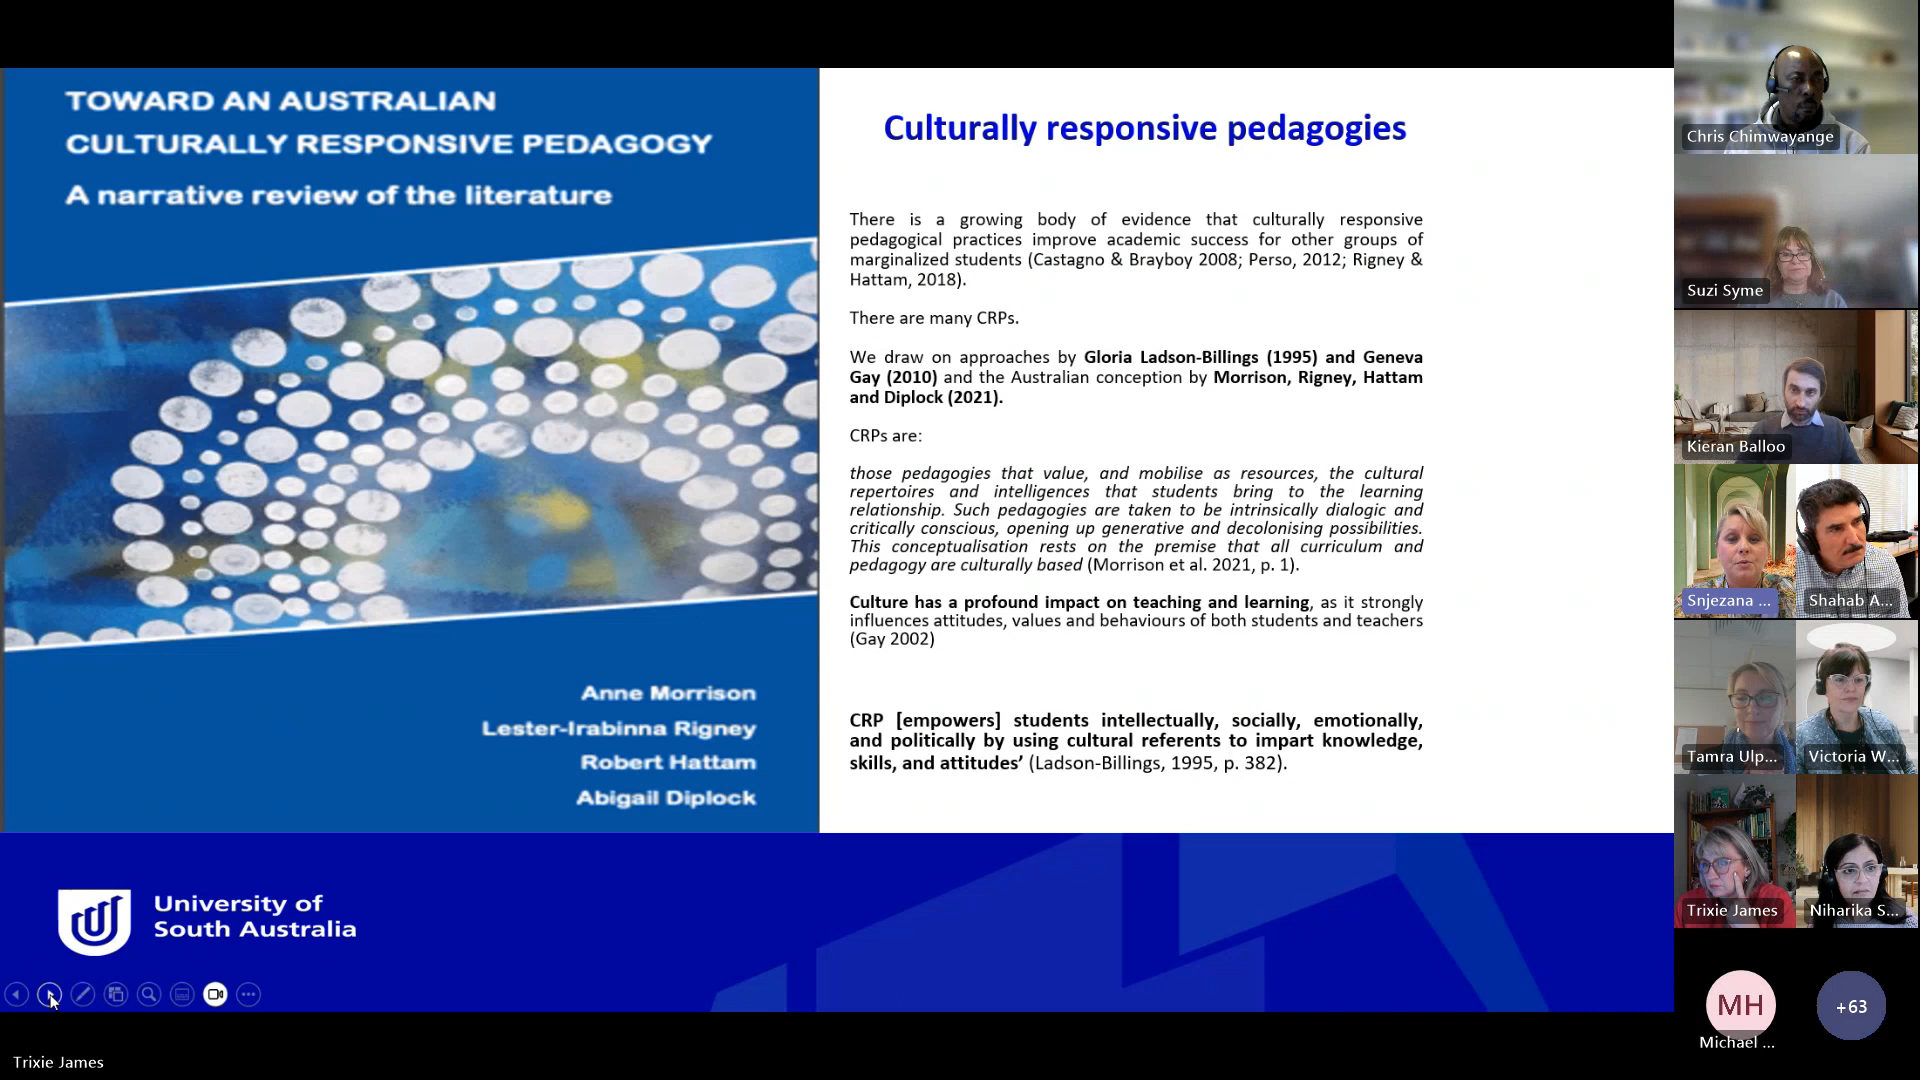 TOWARD AN AUSTRALIAN
CULTURALLY RESPONSIVE PEDAGOGY
A narrative review of the literature
Anne Morrison
Lester-Irabinna Rigney
Robert Hattam
Abigail Diplock
Culturally responsive pedagogies
There is a growing body of evidence that culturally responsive
pedagogical practices improve academic success for other groups of
marginalized students (Castagno & Brayboy 2008; Perso, 2012; Rigney &
Hattam, 2018).
There are many CRPs.
We draw on approaches by Gloria Ladson-Billings (1995) and Geneva
Gay (2010) and the Australian conception by Morrison, Rigney, Hattam
and Diplock (2021).
CRPs are:
those pedagogies that value, and mobilise as resources, the cultural
repertoires and intelligences that students bring to the learning
relationship. Such pedagogies are taken to be intrinsically dialogic and
critically conscious, opening up generative and decolonising possibilities.
This conceptualisation rests on the premise that all curriculum and
pedagogy are culturally based (Morrison et al. 2021, p. 1).
Culture has a profound impact on teaching and learning, as it strongly
influences attitudes, values and behaviours of both students and teachers
(Gay 2002)
CRP [empowers] students intellectually, socially, emotionally,
and politically by using cultural referents to impart knowledge,
skills, and attitudes’ (Ladson-Billings, 1995, p. 382).
University of
South Australia
Trixie James
Chris Chimwayange
Suzi Syme
Kieran Balloo
Snjezana ...
Shahab A...
Tamra Ulp...
Victoria W...
Trixie James
Niharika S...
MH
+63
Michael ...